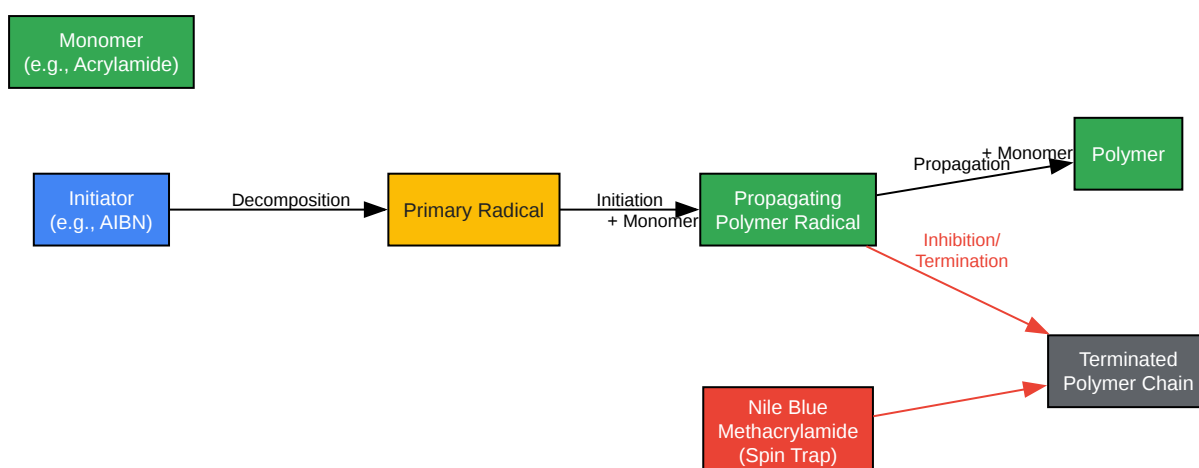 Monomer
(e.g., Acrylamide)
Initiator
(e.g., AIBN)
Decomposition
Primary Radical
Initiation
+ Monomer
Propagating
Polymer Radical
Propagation
+ Monomer
Polymer
Inhibition/
Termination
Terminated
Polymer Chain
Nile Blue
Methacrylamide
(Spin Trap)